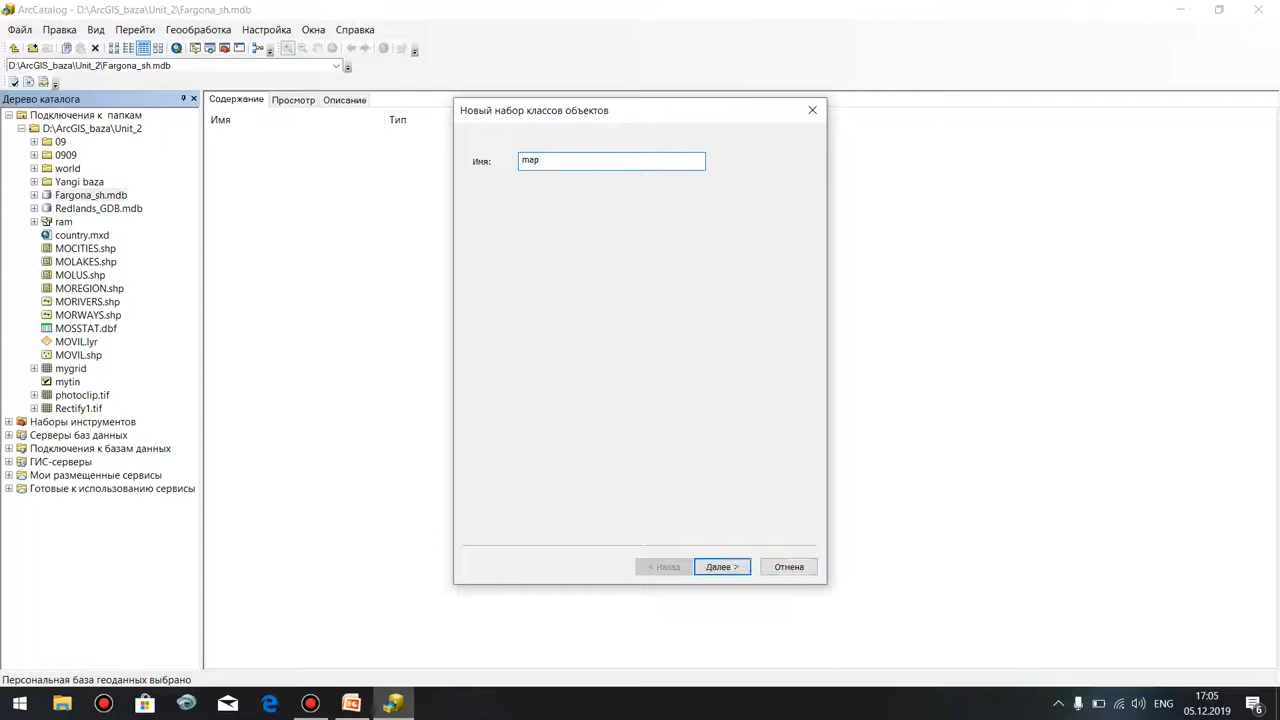 ArcCatalog - D:\ArcGIS_baza\Unit_2\Fargona_sh.mdb
Файл Правка Вид Перейти Геообработка Настройка Окна Справка
D:\ArcGIS_baza\Unit_2\Fargona_sh.mdb
Дерево каталога
Подключения к папкам
D:\ArcGIS_baza\Unit_2
09
0909
world
Yangi baza
Fargona_sh.mdb
Redlands_GDB.mdb
ram
country.mxd
MOCITIES.shp
MOLAKES.shp
MOLUS.shp
MOREGION.shp
MORIVERS.shp
MORWAYS.shp
MOSSTAT.dbf
MOVIL.lyr
MOVIL.shp
mygrid
mytin
photoclip.tif
Rectify1.tif
Наборы инструментов
Серверы баз данных
Подключения к базам данных
ГИС-серверы
Мои размещенные сервисы
Готовые к использованию сервисы
Содержание Просмотр Описание
Имя Тип
Новый набор классов объектов
Имя: map
< Назад Далее > Отмена
Персональная база геоданных выбрано
ENG
17:05
05.12.2019
6